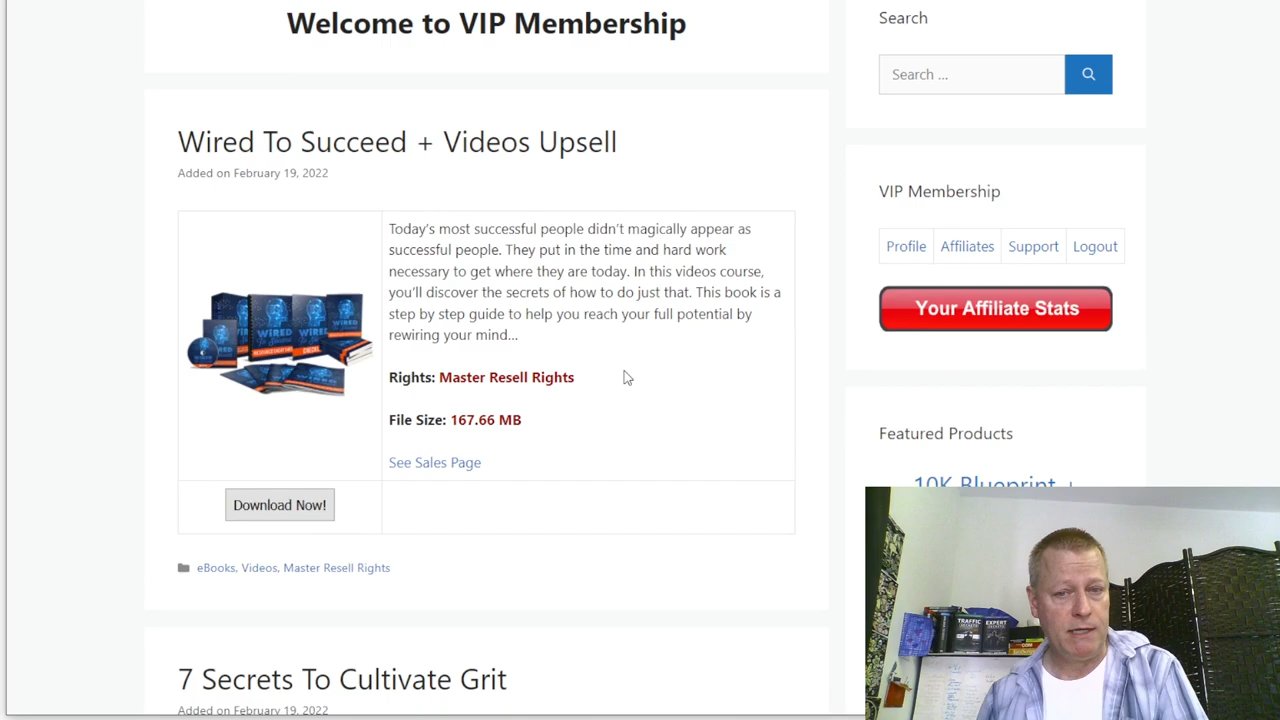 Welcome to VIP Membership
Wired To Succeed + Videos Upsell
Added on February 19, 2022
Today's most successful people didn't magically appear as
successful people. They put in the time and hard work
necessary to get where they are today. In this videos course,
you'll discover the secrets of how to do just that. This book is a
step by step guide to help you reach your full potential by
rewiring your mind...
Rights: Master Resell Rights
File Size: 167.66 MB
See Sales Page
Download Now!
eBooks, Videos, Master Resell Rights
7 Secrets To Cultivate Grit
Added on February 19, 2022
Search
Search ...
VIP Membership
Profile
Affiliates
Support
Logout
Your Affiliate Stats
Featured Products
10K Blueprint +
TRAFFIC
SECRETS
EXPERT
SECRETS